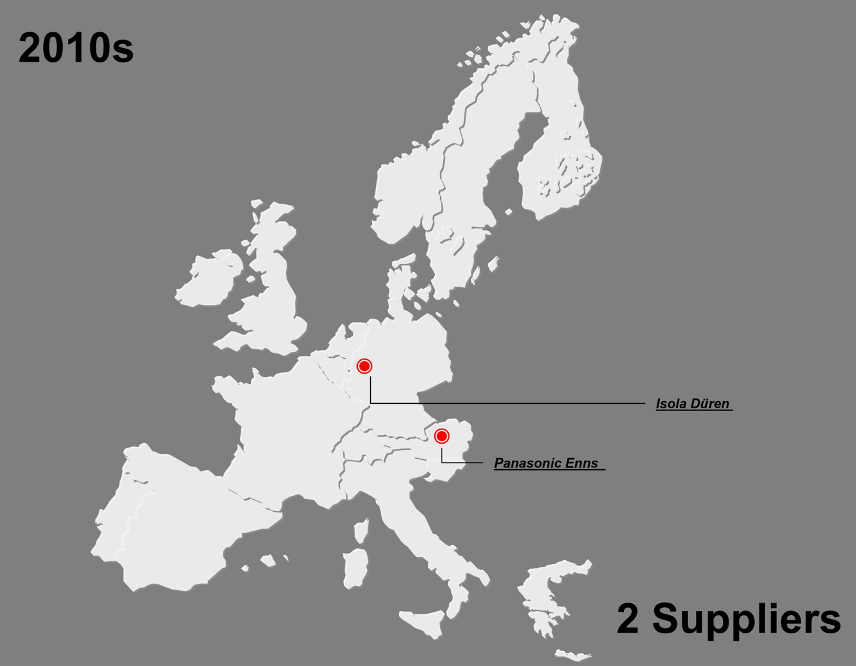 2010s
Isola Düren
Panasonic Enns
2 Suppliers